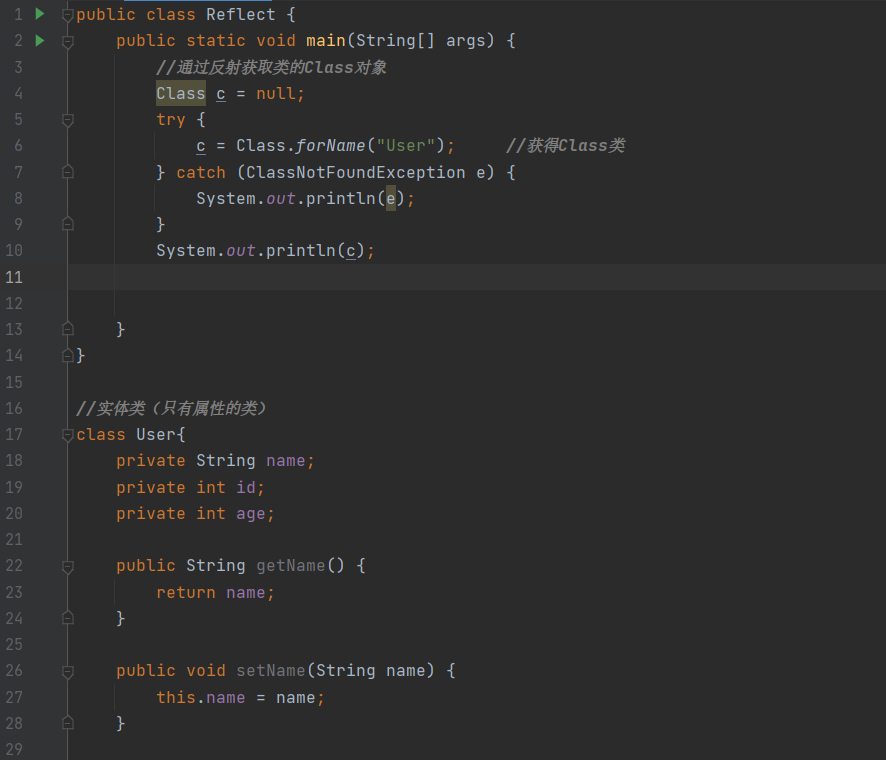 1 public class Reflect {
2     public static void main(String[] args) {
3         //通过反射获取类的Class对象
4         Class c = null;
5         try {
6             c = Class.forName("User");     //获得Class类
7         } catch (ClassNotFoundException e) {
8             System.out.println(e);
9         }
10         System.out.println(c);
11
12
13     }
14 }
15
16 //实体类（只有属性的类）
17 class User{
18     private String name;
19     private int id;
20     private int age;
21
22     public String getName() {
23         return name;
24     }
25
26     public void setName(String name) {
27         this.name = name;
28     }
29